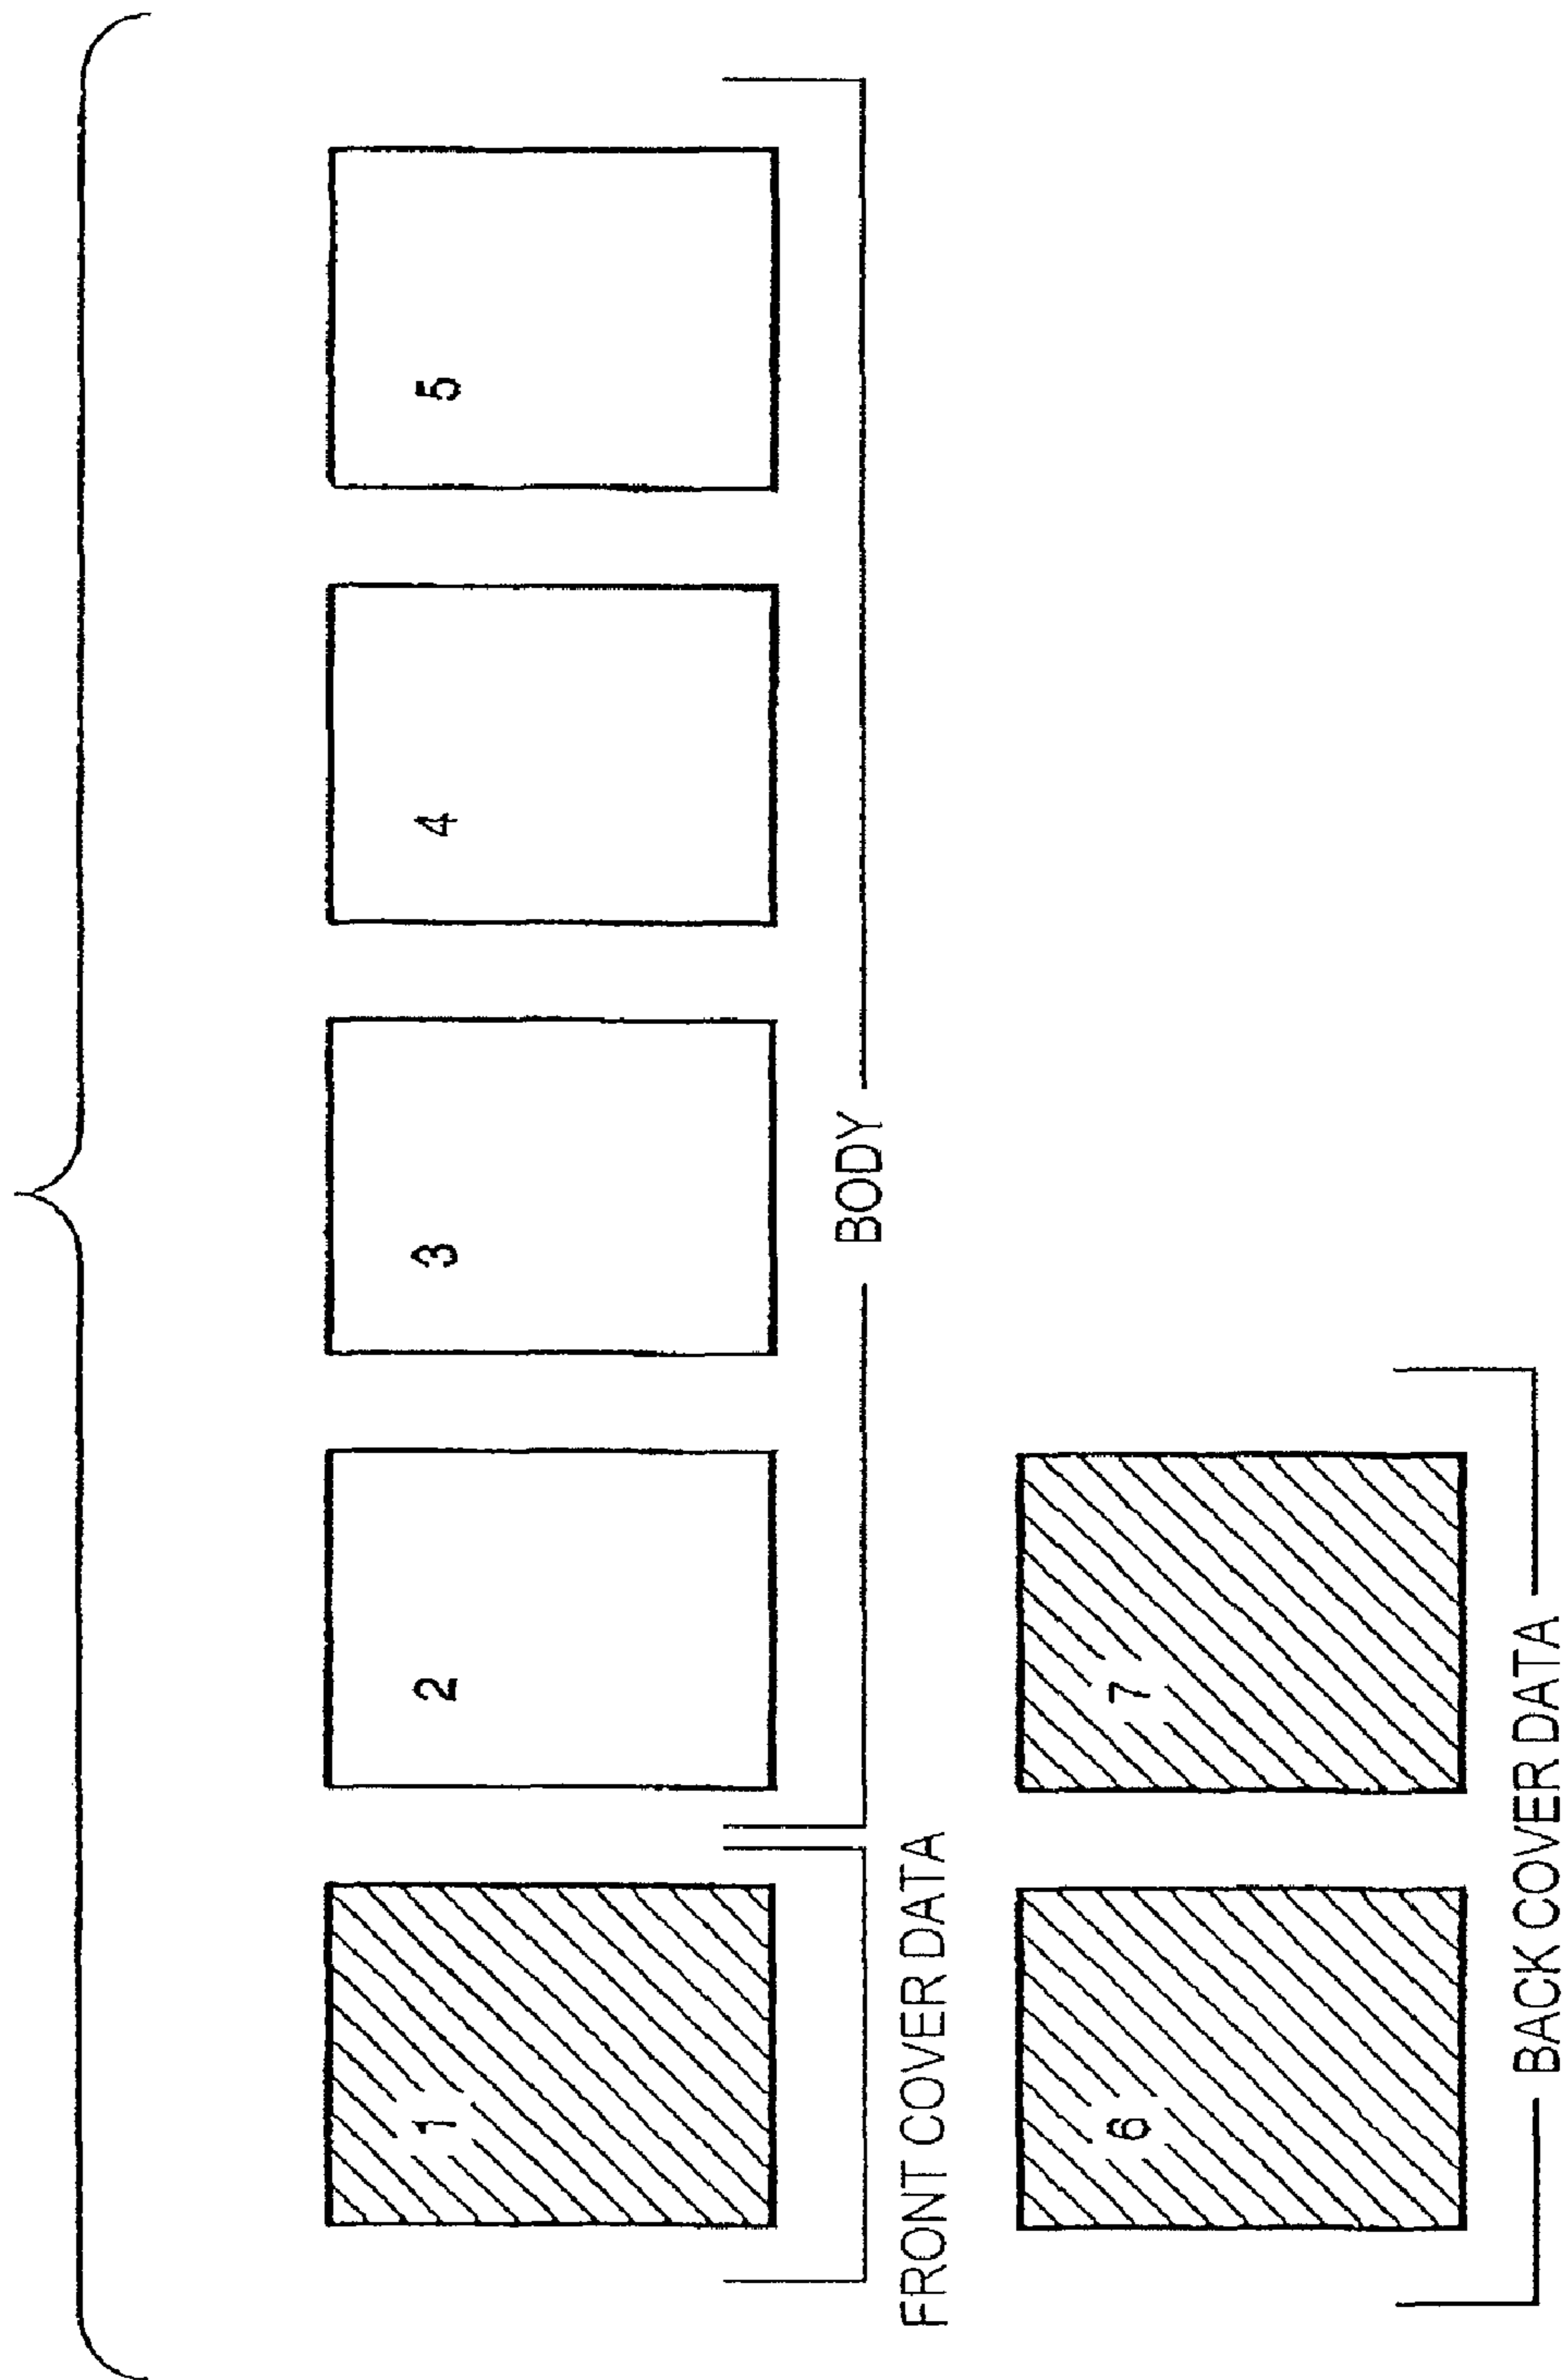 1 2 3 4 5
FRONT COVER DATA BODY
6 7
BACK COVER DATA